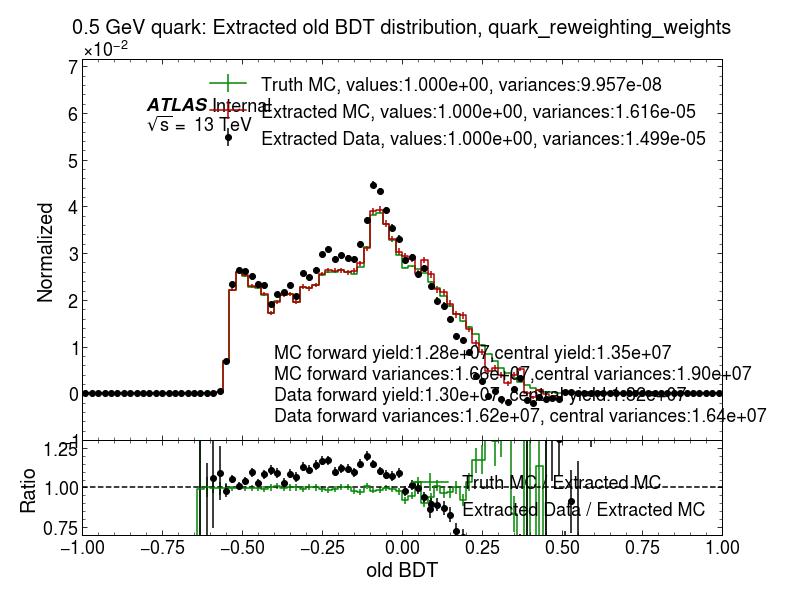 0.5 GeV quark: Extracted old BDT distribution, quark_reweighting_weights
×10⁻²
7
6
5
4
3
2
1
0
−1
Normalized
ATLAS Internal
√s = 13 TeV
Truth MC, values:1.000e+00, variances:9.957e-08
Extracted MC, values:1.000e+00, variances:1.616e-05
Extracted Data, values:1.000e+00, variances:1.499e-05
MC forward yield:1.28e+07,central yield:1.35e+07
MC forward variances:1.66e+07,central variances:1.90e+07
Data forward yield:1.30e+07, central yield:
Data forward variances:1.62e+07, central variances:1.64e+07
1.25
1.00
0.75
Ratio
Truth MC / Extracted MC
Extracted Data / Extracted MC
−1.00 −0.75 −0.50 −0.25 0.00 0.25 0.50 0.75 1.00
old BDT